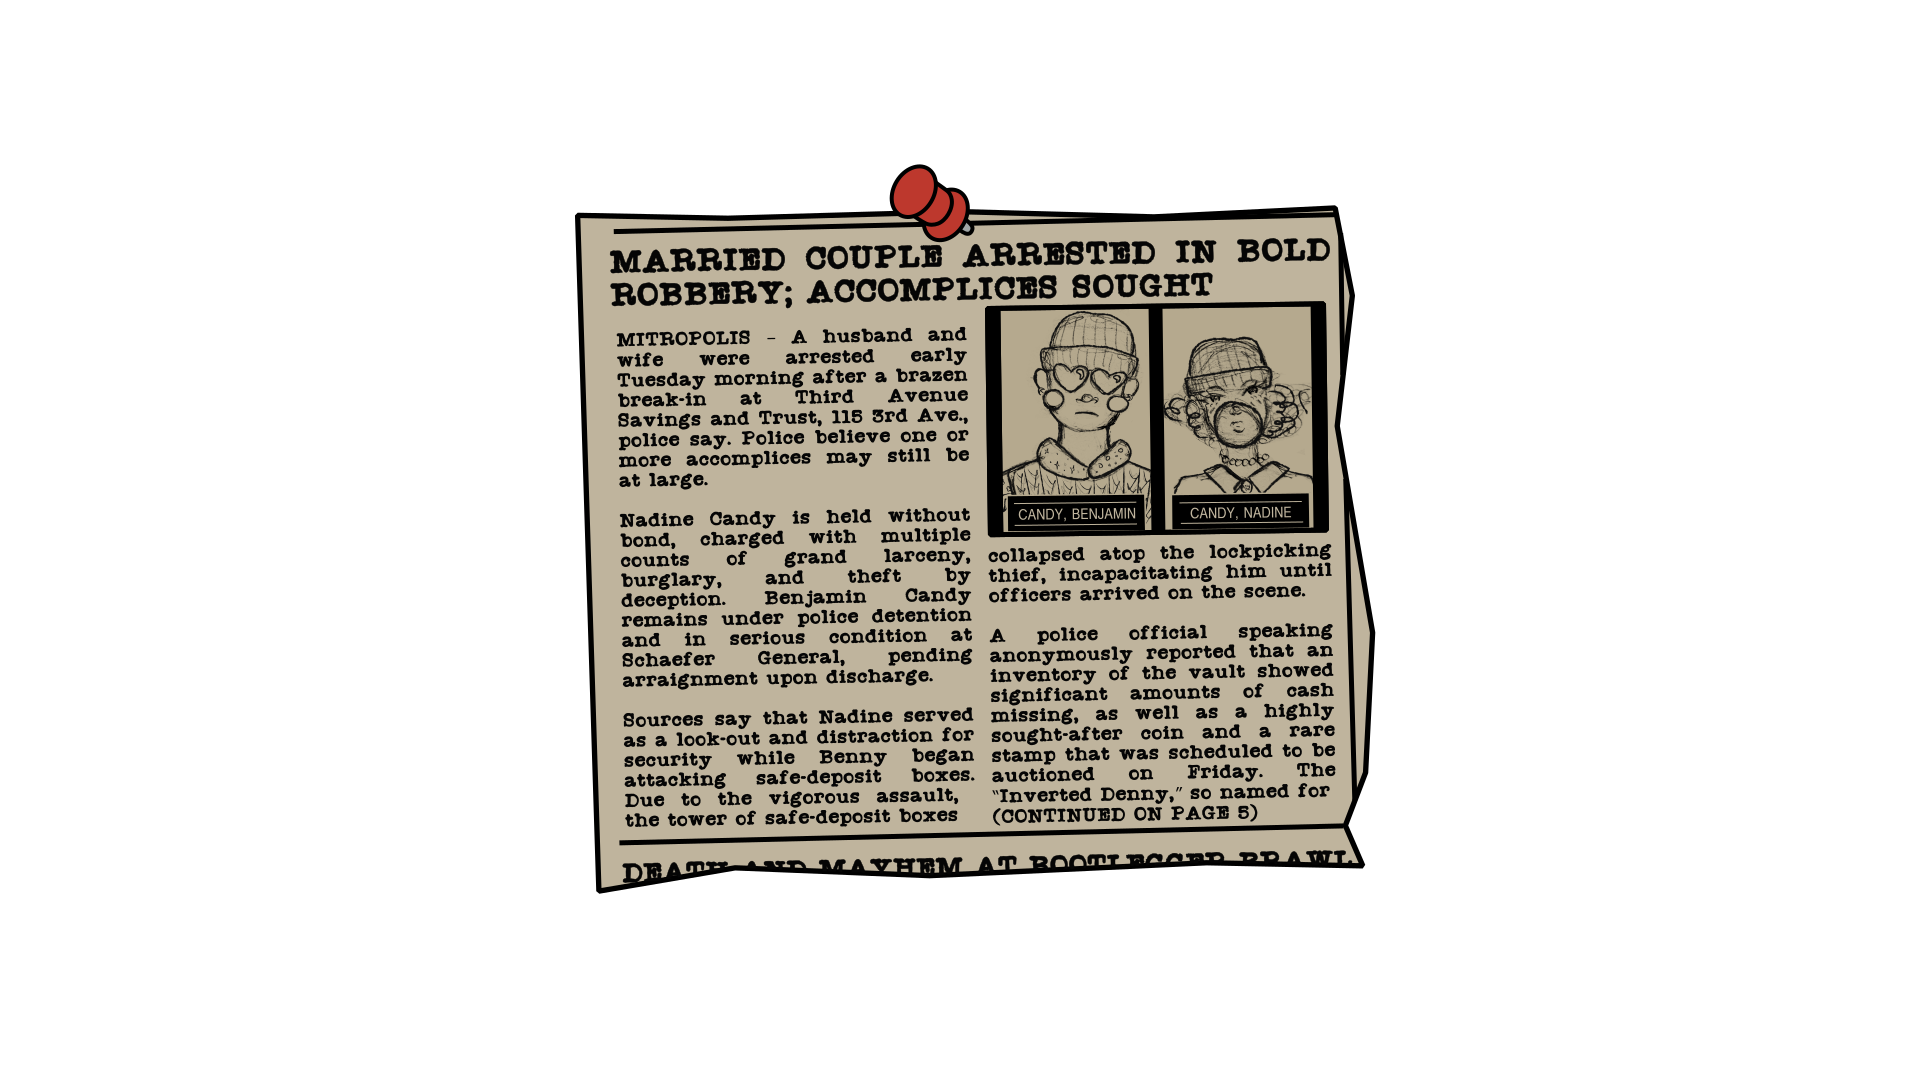 MARRIED COUPLE ARRESTED IN BOLD
ROBBERY; ACCOMPLICES SOUGHT
MITROPOLIS - A husband and
wife were arrested early
Tuesday morning after a brazen
break-in at Third Avenue
Savings and Trust, 115 3rd Ave.,
police say. Police believe one or
more accomplices may still be
at large.
Nadine Candy is held without
bond, charged with multiple
counts of grand larceny,
burglary, and theft by
deception. Benjamin Candy
remains under police detention
and in serious condition at
Schaefer General, pending
arraignment upon discharge.
Sources say that Nadine served
as a look-out and distraction for
security while Benny began
attacking safe-deposit boxes.
Due to the vigorous assault,
the tower of safe-deposit boxes
CANDY, BENJAMIN
CANDY, NADINE
collapsed atop the lockpicking
thief, incapacitating him until
officers arrived on the scene.
A police official speaking
anonymously reported that an
inventory of the vault showed
significant amounts of cash
missing, as well as a highly
sought-after coin and a rare
stamp that was scheduled to be
auctioned on Friday. The
"Inverted Denny," so named for
(CONTINUED ON PAGE 5)
DEATH AND MAYHEM AT BOOTLEGGER BRAWL